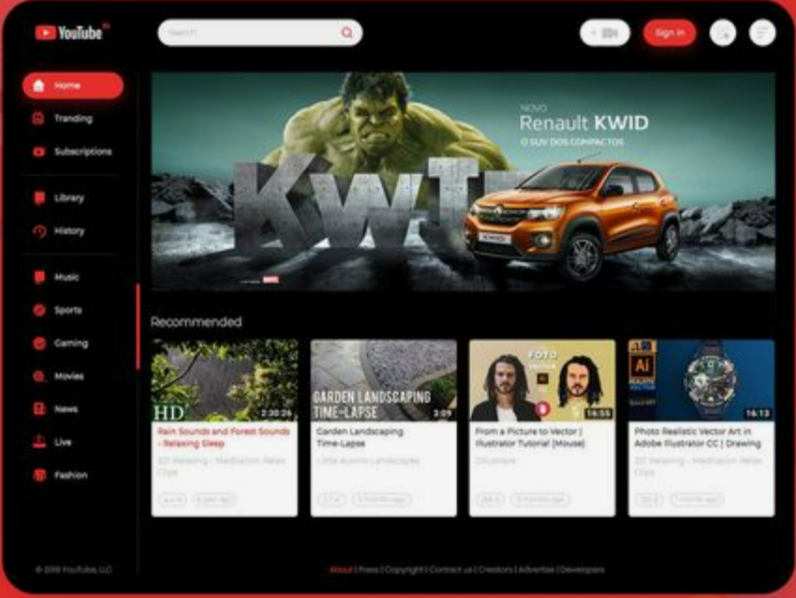 YouTube
Search
Sign in
Home
Tranding
Subscriptions
Library
History
Music
Sports
Gaming
Movies
News
Live
Fashion
NOVO
Renault KWID
O SUV DOS COMPACTOS
KWID
KWID
MARVEL
Recommended
HD
2:30:26
Rain Sounds and Forest Sounds
- Relaxing Sleep
GARDEN LANDSCAPING
TIME-LAPSE
3:09
Garden Landscaping
Time-Lapse
FOTO
VECTOR
Ai
16:55
From a Picture to Vector |
Illustrator Tutorial [Mouse]
Ai
16:13
Photo Realistic Vector Art in
Adobe Illustrator CC | Drawing
© 2019 YouTube, LLC
About | Press | Copyright | Contact us | Creators | Advertise | Developers